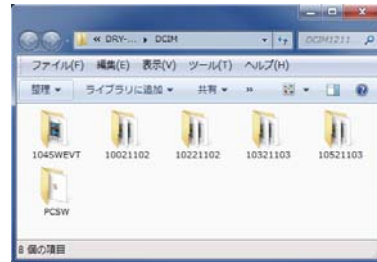 « DRY-... ▸ DCIM
DCIM1211
ファイル(F) 編集(E) 表示(V) ツール(T) ヘルプ(H)
整理 ライブラリに追加 共有 »
1045WEVT 10021102 10221102 10321103 10521103
PCSW
8 個の項目